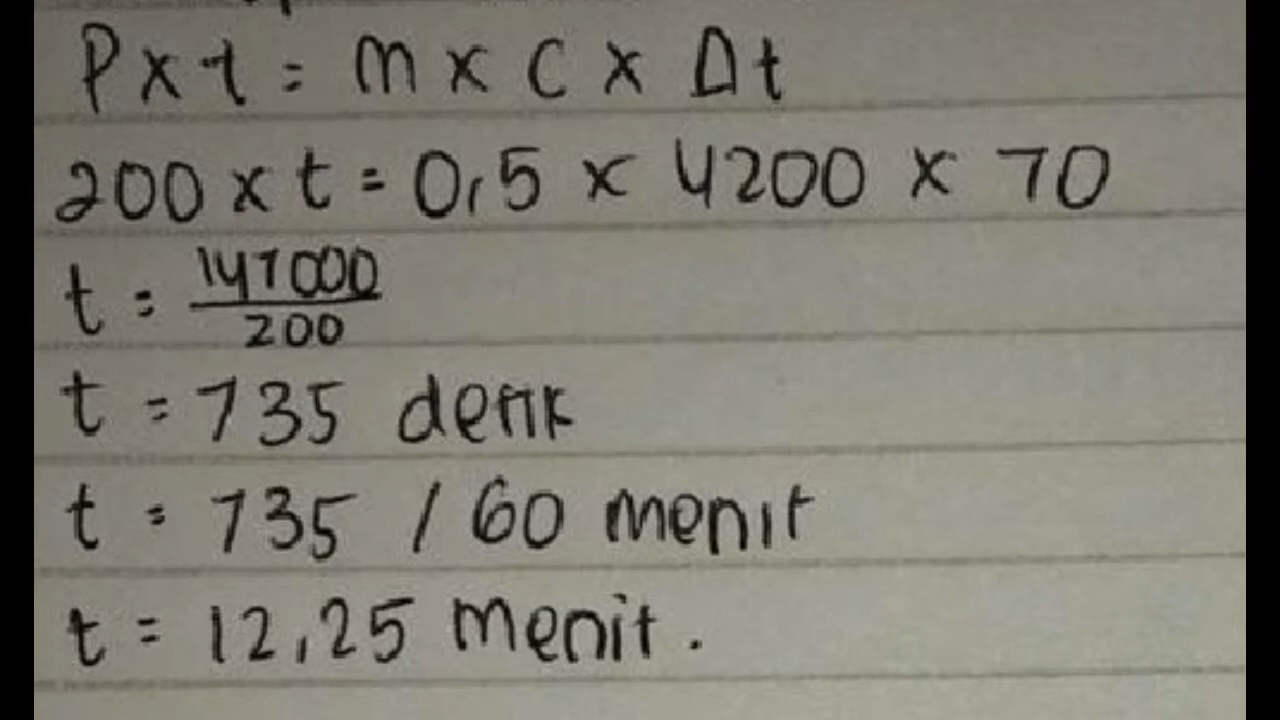 P x t = m x c x Δt
200 x t = 0,5 x 4200 x 70
t = 147000
200
t = 735 detik
t = 735 / 60 menit
t = 12,25 menit.